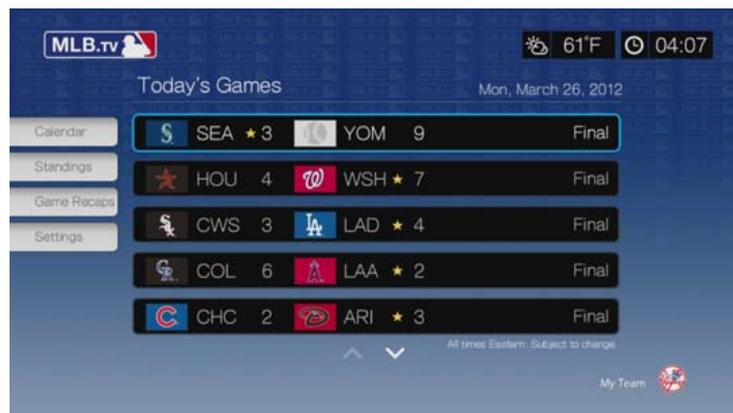 MLB.TV
61°F 04:07
Today's Games
Mon, March 26, 2012
Calendar
Standings
Game Recaps
Settings
SEA ★ 3 YOM 9 Final
HOU 4 WSH ★ 7 Final
CWS 3 LAD ★ 4 Final
COL 6 LAA ★ 2 Final
CHC 2 ARI ★ 3 Final
All times Eastern. Subject to change.
My Team